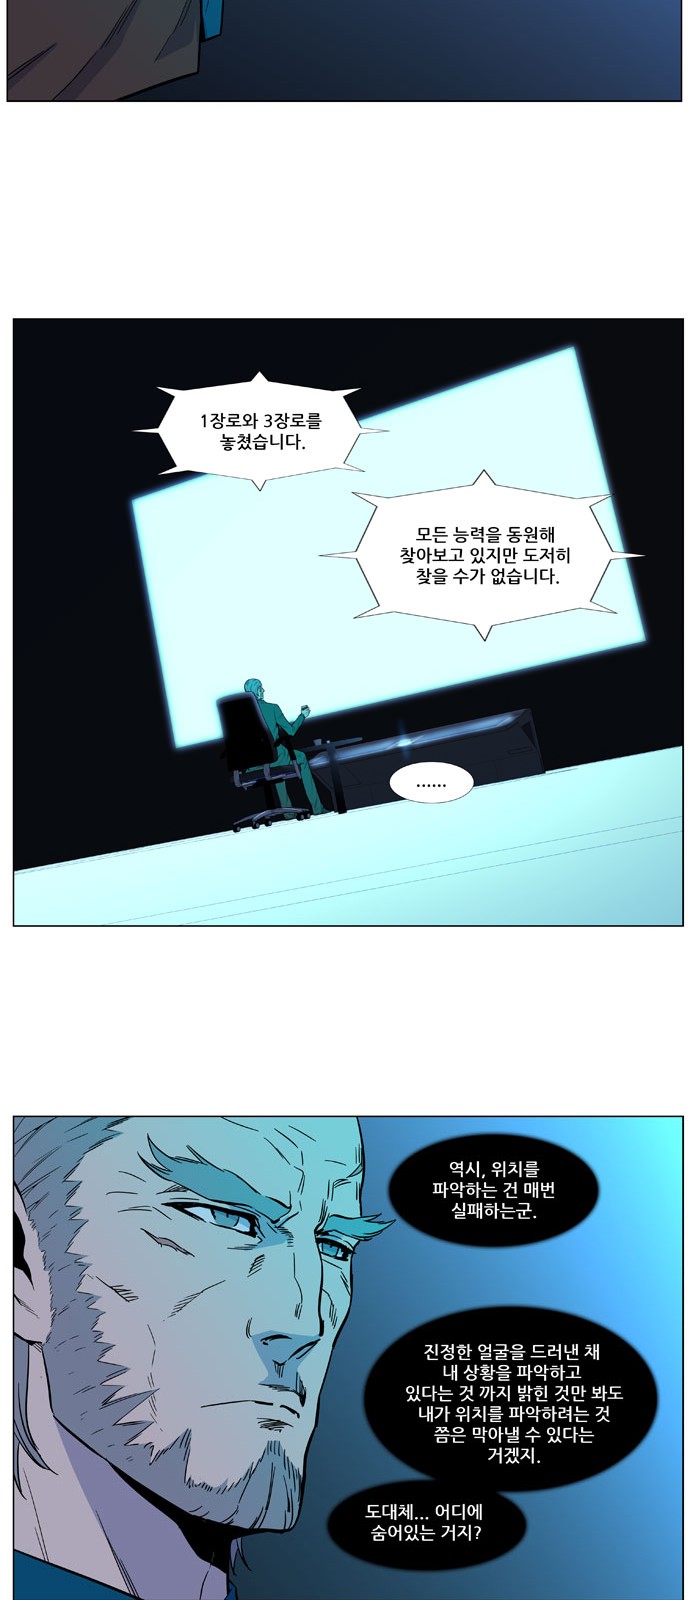 1장로와 3장로를
놓쳤습니다.
모든 능력을 동원해
찾아보고 있지만 도저히
찾을 수가 없습니다.
......
역시, 위치를
파악하는 건 매번
실패하는군.
진정한 얼굴을 드러낸 채
내 상황을 파악하고
있다는 것 까지 밝힌 것만 봐도
내가 위치를 파악하려는 것
쯤은 막아낼 수 있다는
거겠지.
도대체... 어디에
숨어있는 거지?